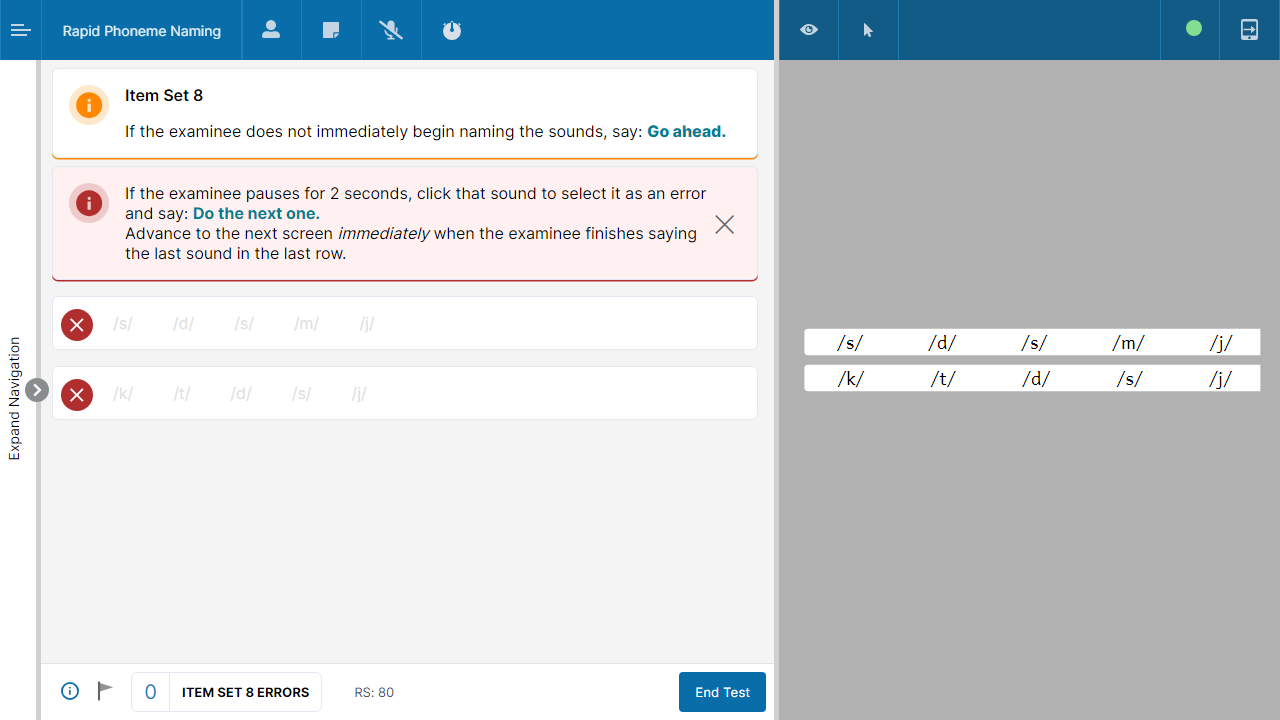 Rapid Phoneme Naming
Item Set 8
If the examinee does not immediately begin naming the sounds, say: Go ahead.
If the examinee pauses for 2 seconds, click that sound to select it as an error
and say: Do the next one.
Advance to the next screen immediately when the examinee finishes saying
the last sound in the last row.
/s/ /d/ /s/ /m/ /j/
/k/ /t/ /d/ /s/ /j/
Expand Navigation
0 ITEM SET 8 ERRORS RS: 80 End Test
/s/ /d/ /s/ /m/ /j/
/k/ /t/ /d/ /s/ /j/